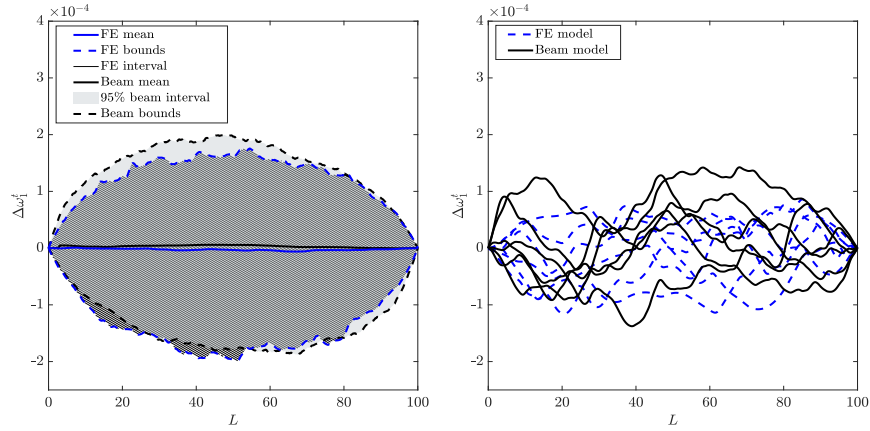 ×10⁻⁴
4
3
2
1
0
–1
–2
0
20
40
60
80
100
L
Δω₁ᵗ
FE mean
FE bounds
FE interval
Beam mean
95% beam interval
Beam bounds
×10⁻⁴
4
3
2
1
0
–1
–2
0
20
40
60
80
100
L
Δω₁ᵗ
FE model
Beam model